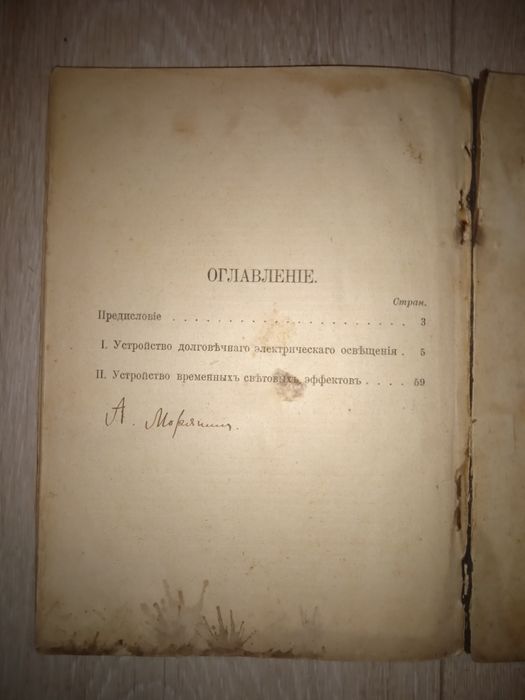 ОГЛАВЛЕНІЕ.
Стран.
Предисловіе . . . . . . . . . . . . . . . . . . . . . 3
I. Устройство долговѣчнаго электрическаго освѣщенія . 5
II. Устройство временныхъ свѣтовыхъ эффектовъ . . . . 59
А.